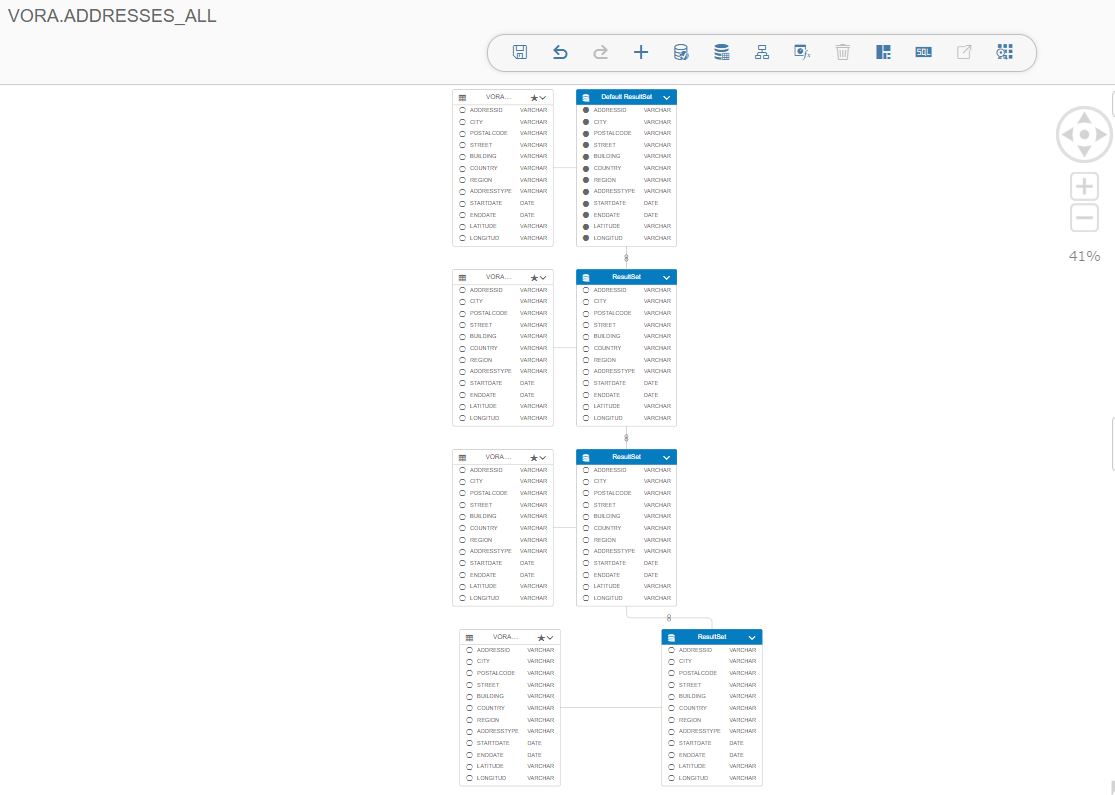 VORA.ADDRESSES_ALL
SQL
41%
VORA...
ADDRESSID VARCHAR
CITY VARCHAR
POSTALCODE VARCHAR
STREET VARCHAR
BUILDING VARCHAR
COUNTRY VARCHAR
REGION VARCHAR
ADDRESSTYPE VARCHAR
STARTDATE DATE
ENDDATE DATE
LATITUDE VARCHAR
LONGITUD VARCHAR
Default ResultSet
ADDRESSID VARCHAR
CITY VARCHAR
POSTALCODE VARCHAR
STREET VARCHAR
BUILDING VARCHAR
COUNTRY VARCHAR
REGION VARCHAR
ADDRESSTYPE VARCHAR
STARTDATE DATE
ENDDATE DATE
LATITUDE VARCHAR
LONGITUD VARCHAR
VORA...
ADDRESSID VARCHAR
CITY VARCHAR
POSTALCODE VARCHAR
STREET VARCHAR
BUILDING VARCHAR
COUNTRY VARCHAR
REGION VARCHAR
ADDRESSTYPE VARCHAR
STARTDATE DATE
ENDDATE DATE
LATITUDE VARCHAR
LONGITUD VARCHAR
ResultSet
ADDRESSID VARCHAR
CITY VARCHAR
POSTALCODE VARCHAR
STREET VARCHAR
BUILDING VARCHAR
COUNTRY VARCHAR
REGION VARCHAR
ADDRESSTYPE VARCHAR
STARTDATE DATE
ENDDATE DATE
LATITUDE VARCHAR
LONGITUD VARCHAR
VORA...
ADDRESSID VARCHAR
CITY VARCHAR
POSTALCODE VARCHAR
STREET VARCHAR
BUILDING VARCHAR
COUNTRY VARCHAR
REGION VARCHAR
ADDRESSTYPE VARCHAR
STARTDATE DATE
ENDDATE DATE
LATITUDE VARCHAR
LONGITUD VARCHAR
ResultSet
ADDRESSID VARCHAR
CITY VARCHAR
POSTALCODE VARCHAR
STREET VARCHAR
BUILDING VARCHAR
COUNTRY VARCHAR
REGION VARCHAR
ADDRESSTYPE VARCHAR
STARTDATE DATE
ENDDATE DATE
LATITUDE VARCHAR
LONGITUD VARCHAR
VORA...
ADDRESSID VARCHAR
CITY VARCHAR
POSTALCODE VARCHAR
STREET VARCHAR
BUILDING VARCHAR
COUNTRY VARCHAR
REGION VARCHAR
ADDRESSTYPE VARCHAR
STARTDATE DATE
ENDDATE DATE
LATITUDE VARCHAR
LONGITUD VARCHAR
ResultSet
ADDRESSID VARCHAR
CITY VARCHAR
POSTALCODE VARCHAR
STREET VARCHAR
BUILDING VARCHAR
COUNTRY VARCHAR
REGION VARCHAR
ADDRESSTYPE VARCHAR
STARTDATE DATE
ENDDATE DATE
LATITUDE VARCHAR
LONGITUD VARCHAR